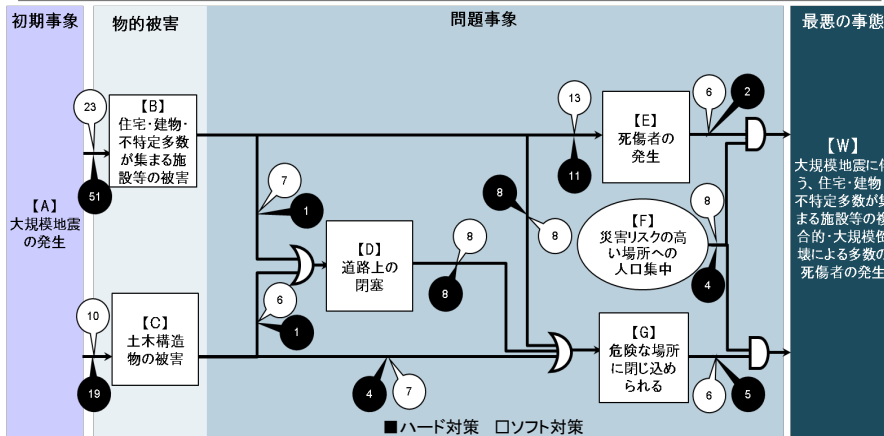 初期事象
物的被害
問題事象
最悪の事態
【A】
大規模地震
の発生
23
51
【B】
住宅・建物・
不特定多数
が集まる施
設等の被害
10
19
【C】
土木構造
物の被害
7
1
6
1
【D】
道路上の
閉塞
8
8
4
7
8
8
13
11
【E】
死傷者の
発生
6
2
【F】
災害リスクの高
い場所への
人口集中
8
4
【G】
危険な場所
に閉じ込め
られる
6
5
【W】
大規模地震に伴
う、住宅・建物・
不特定多数が集
まる施設等の複
合的・大規模倒
壊による多数の
死傷者の発生
■ハード対策 □ソフト対策